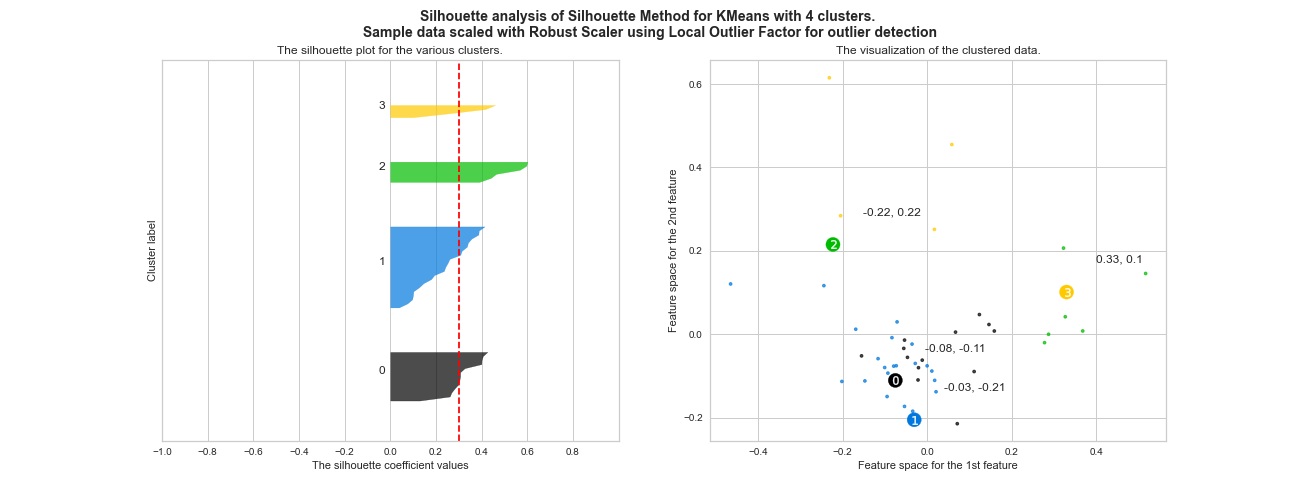 Silhouette analysis of Silhouette Method for KMeans with 4 clusters.
Sample data scaled with Robust Scaler using Local Outlier Factor for outlier detection
The silhouette plot for the various clusters.
3
2
1
0
Cluster label
−1.0 −0.8 −0.6 −0.4 −0.2 0.0 0.2 0.4 0.6 0.8
The silhouette coefficient values
The visualization of the clustered data.
0.6
0.4
-0.22, 0.22
0.2
2
0.33, 0.1
3
0.0
-0.08, -0.11
0
-0.03, -0.21
−0.2
1
Feature space for the 2nd feature
−0.4 −0.2 0.0 0.2 0.4
Feature space for the 1st feature